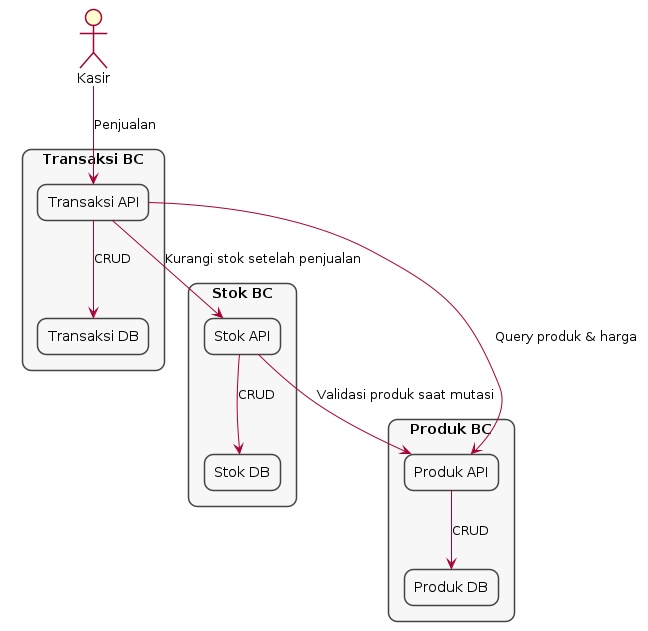 Kasir
Penjualan
Transaksi BC
Transaksi API
CRUD
Kurangi stok setelah penjualan
Stok BC
Transaksi DB
Stok API
Query produk & harga
CRUD
Validasi produk saat mutasi
Produk BC
Stok DB
Produk API
CRUD
Produk DB